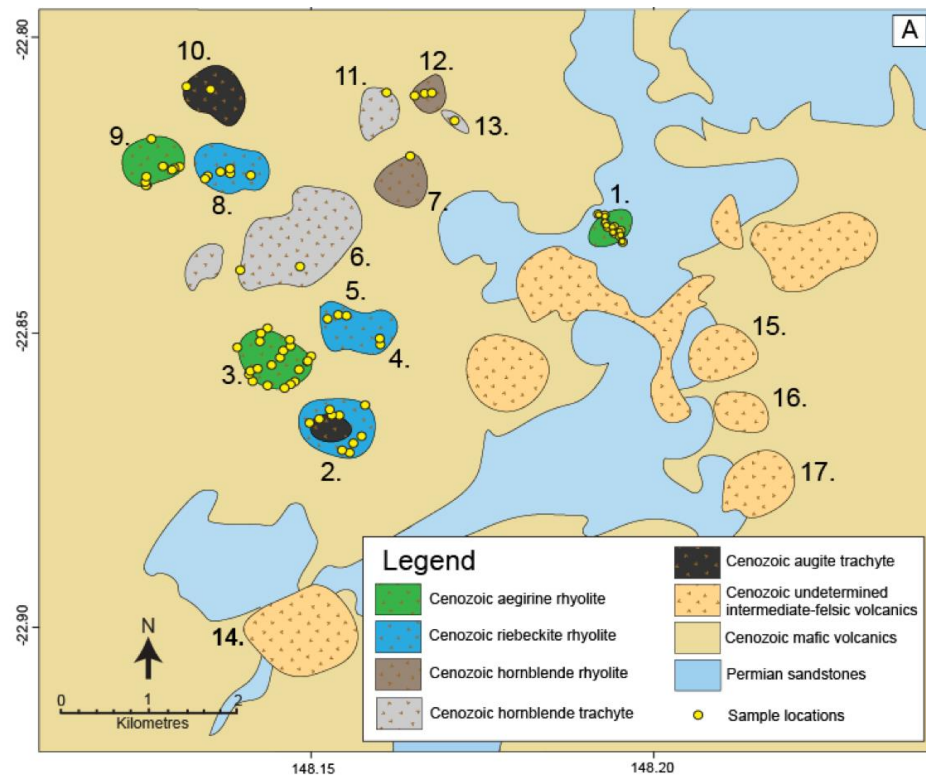 A
-22.80
-22.85
-22.90
148.15
148.20
10.
12.
11.
9.
13.
8.
7.
1.
6.
5.
4.
3.
2.
15.
16.
17.
14.
N
0 1 2
Kilometres
Legend
Cenozoic aegirine rhyolite
Cenozoic riebeckite rhyolite
Cenozoic hornblende rhyolite
Cenozoic hornblende trachyte
Cenozoic augite trachyte
Cenozoic undetermined
intermediate-felsic volcanics
Cenozoic mafic volcanics
Permian sandstones
Sample locations